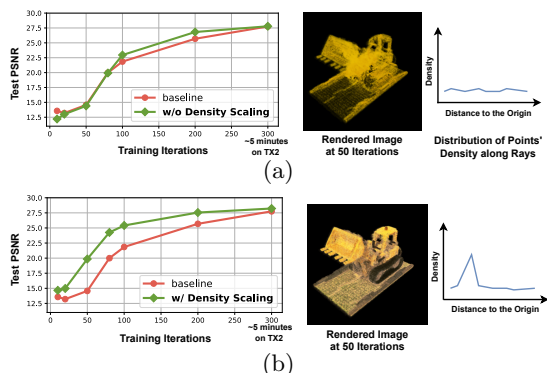 30.0
27.5
25.0
22.5
20.0
17.5
15.0
12.5
Test PSNR
baseline
w/o Density Scaling
0 50 100 150 200 250 300
Training Iterations
~5 minutes
on TX2
Rendered Image
at 50 Iterations
Density
Distance to the Origin
Distribution of Points'
Density along Rays
(a)
30.0
27.5
25.0
22.5
20.0
17.5
15.0
12.5
Test PSNR
baseline
w/ Density Scaling
0 50 100 150 200 250 300
Training Iterations
~5 minutes
on TX2
Rendered Image
at 50 Iterations
Density
Distance to the Origin
(b)